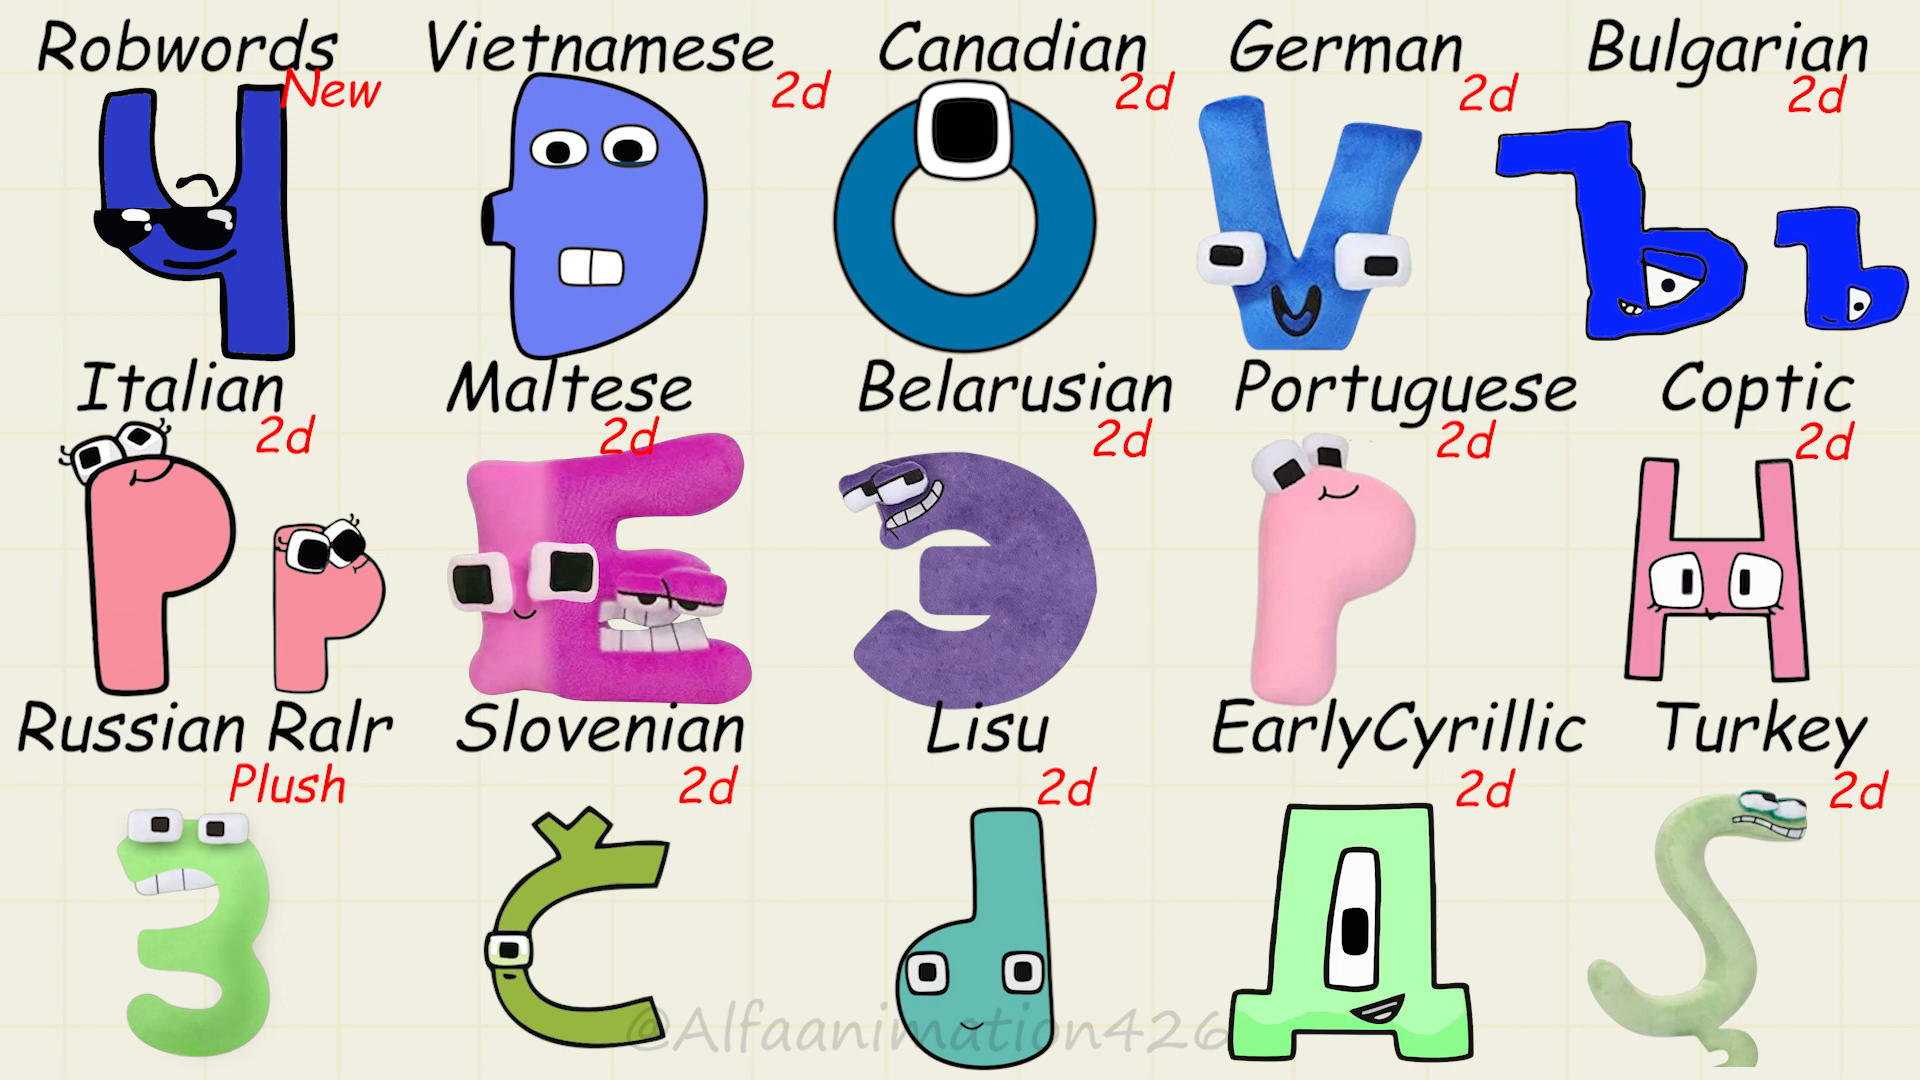 Robwords Vietnamese Canadian German Bulgarian
New 2d 2d 2d 2d
Ч Đ O V Ъ ъ
Italian Maltese Belarusian Portuguese Coptic
2d 2d 2d 2d 2d
P P E Э P H
Russian Ralr Slovenian Lisu EarlyCyrillic Turkey
Plush 2d 2d 2d 2d
З Č d Д Ş
@Alfaanimation426